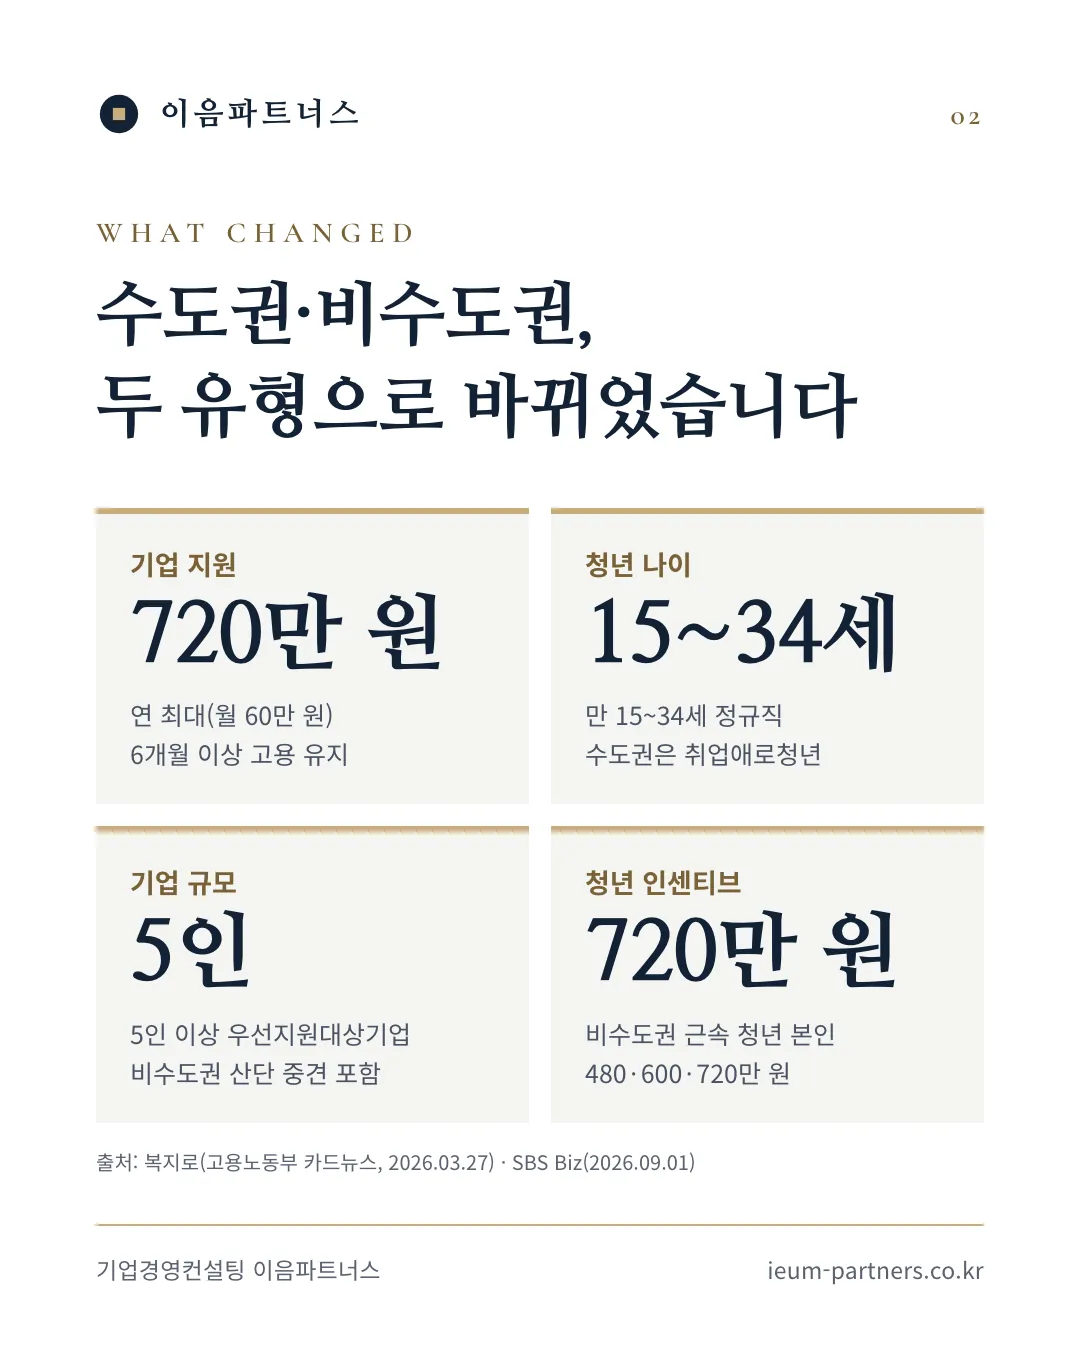 이음파트너스
02
WHAT CHANGED
수도권·비수도권,
두 유형으로 바뀌었습니다
기업 지원
720만 원
연 최대(월 60만 원)
6개월 이상 고용 유지
청년 나이
15~34세
만 15~34세 정규직
수도권은 취업애로청년
기업 규모
5인
5인 이상 우선지원대상기업
비수도권 산단 중견 포함
청년 인센티브
720만 원
비수도권 근속 청년 본인
480·600·720만 원
출처: 복지로(고용노동부 카드뉴스, 2026.03.27) · SBS Biz(2026.09.01)
기업경영컨설팅 이음파트너스
ieum-partners.co.kr